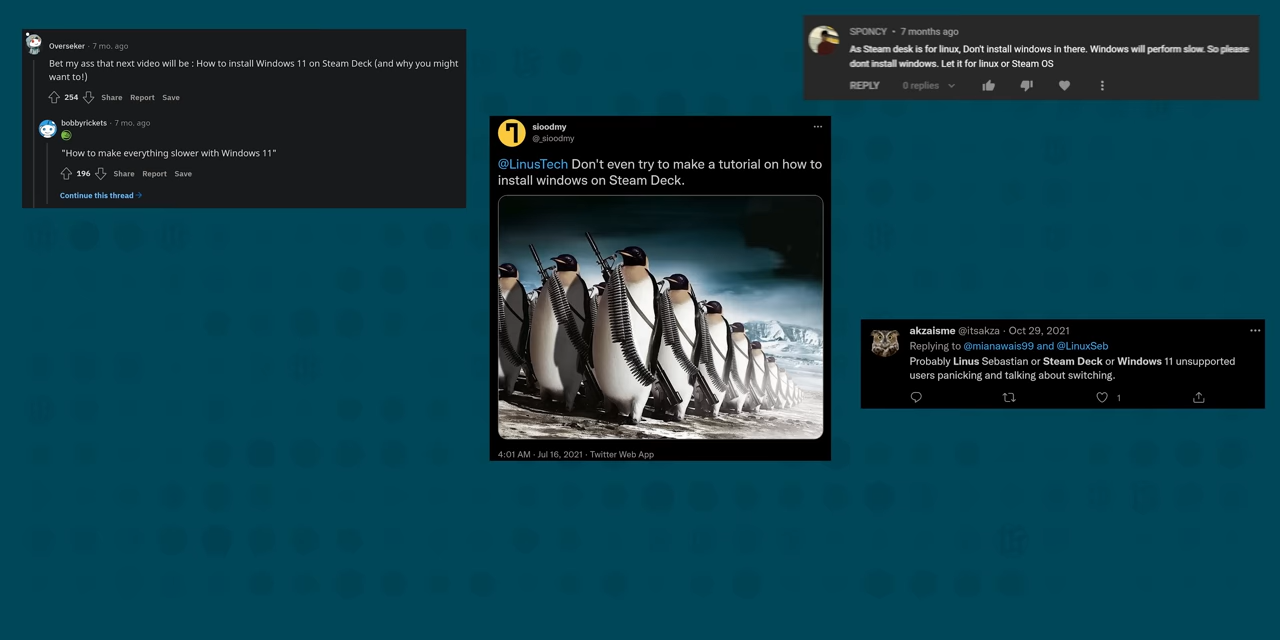 Overseker · 7 mo. ago
Bet my ass that next video will be : How to install Windows 11 on Steam Deck (and why you might
want to!)
254 Share Report Save
bobbyrickets · 7 mo. ago
"How to make everything slower with Windows 11"
196 Share Report Save
Continue this thread
sioodmy
@_sioodmy
@LinusTech Don't even try to make a tutorial on how to
install windows on Steam Deck.
4:01 AM · Jul 16, 2021 · Twitter Web App
SPONCY • 7 months ago
As Steam desk is for linux, Don't install windows in there. Windows will perform slow. So please
dont install windows. Let it for linux or Steam OS
REPLY 0 replies
akzaisme @itsakza · Oct 29, 2021
Replying to @mianawais99 and @LinuxSeb
Probably Linus Sebastian or Steam Deck or Windows 11 unsupported
users panicking and talking about switching.
1